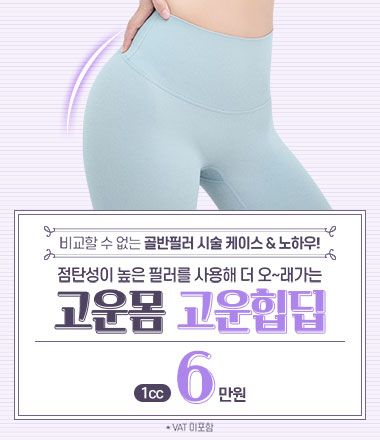 비교할 수 없는 골반필러 시술 케이스 & 노하우!
점탄성이 높은 필러를 사용해 더 오~래가는
고운몸 고운힙딥
1cc 6만원
* VAT 미포함